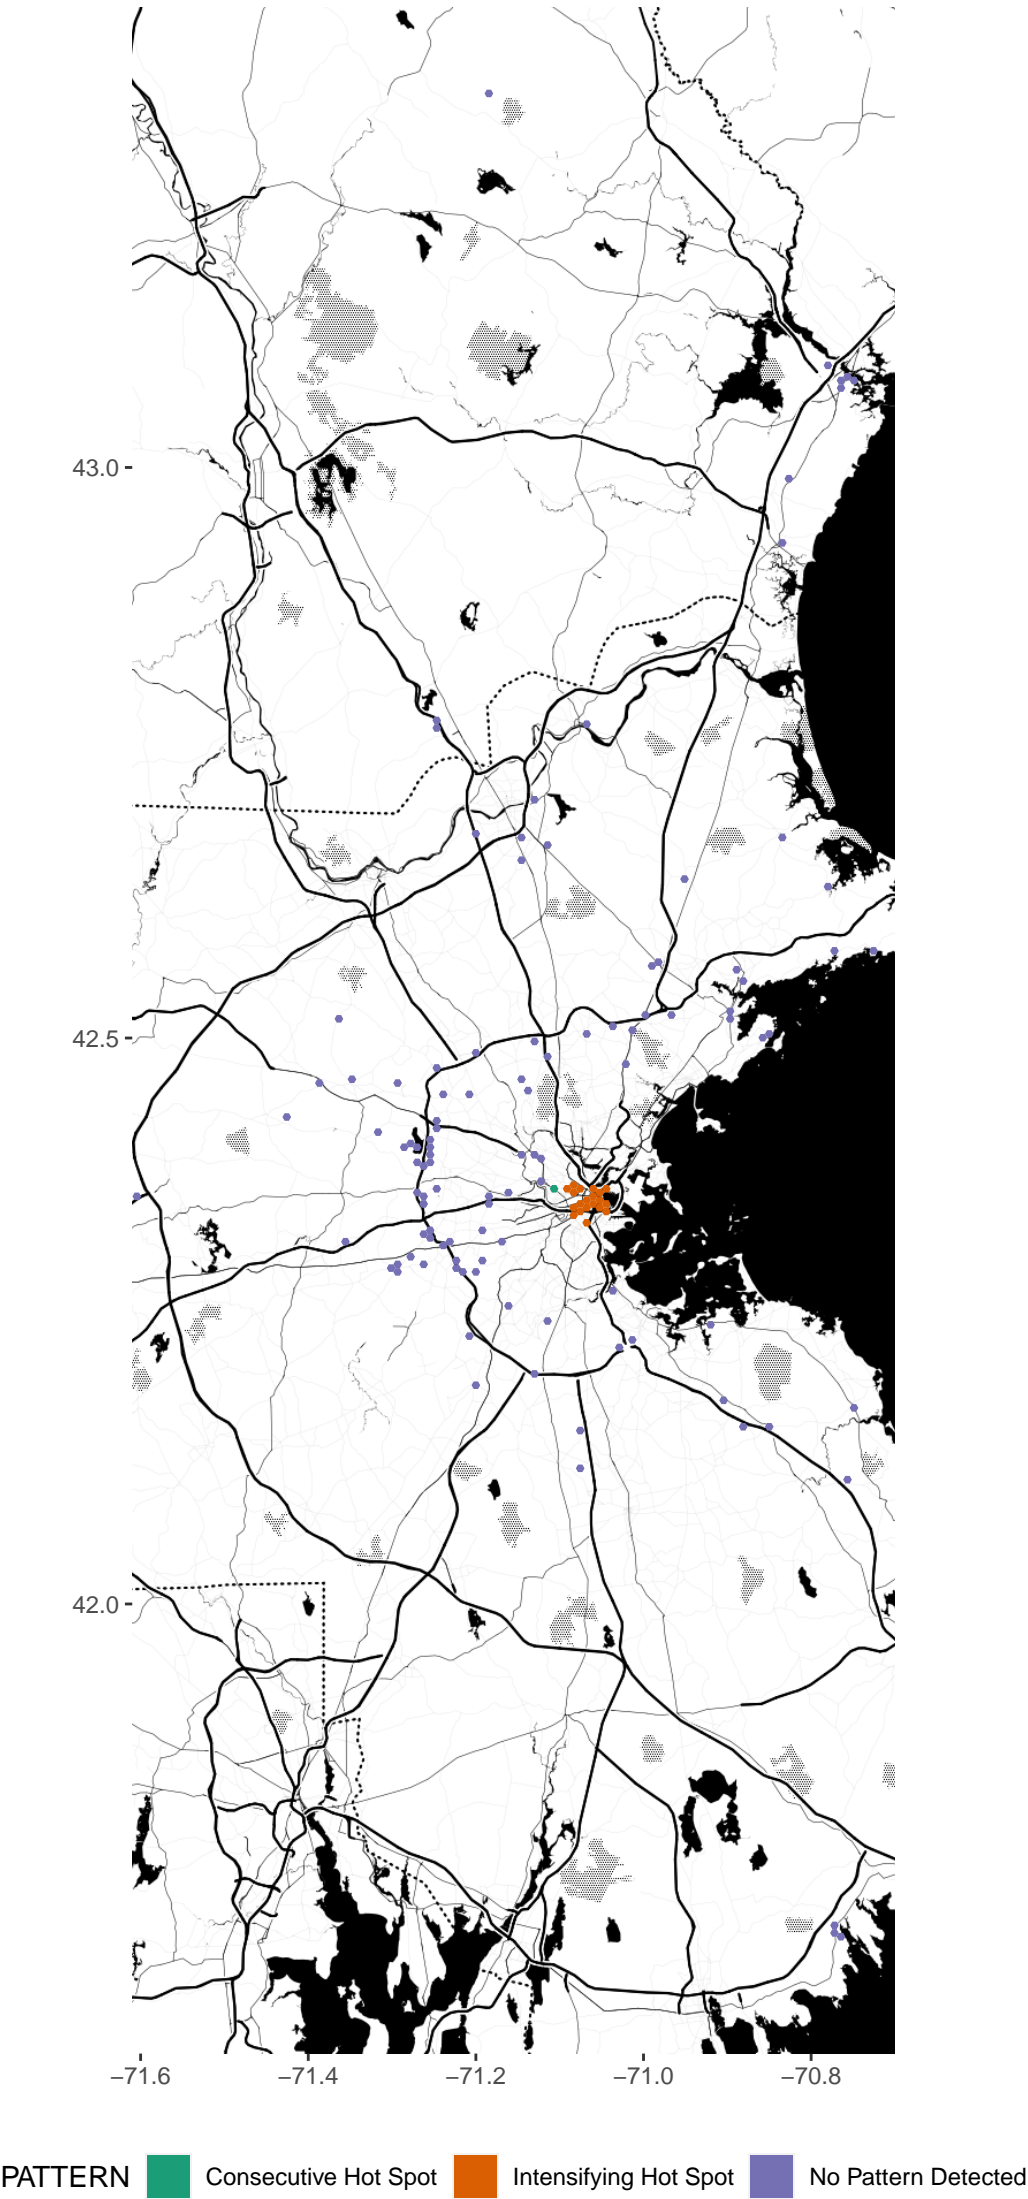 43.0
42.5
42.0
−71.6 −71.4 −71.2 −71.0 −70.8
PATTERN Consecutive Hot Spot Intensifying Hot Spot No Pattern Detected